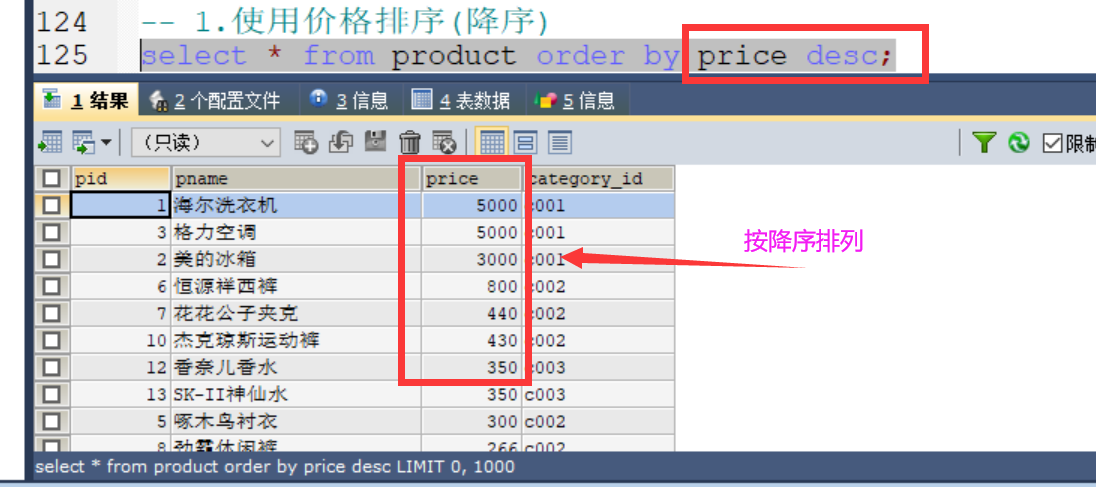 124 -- 1.使用价格排序(降序)
125 select * from product order by price desc;
1 结果 2 个配置文件 3 信息 4 表数据 5 信息
（只读） 限制
pid pname price category_id
1 海尔洗衣机 5000 c001
3 格力空调 5000 c001
按降序排列
2 美的冰箱 3000 c001
6 恒源祥西裤 800 c002
7 花花公子夹克 440 c002
10 杰克琼斯运动裤 430 c002
12 香奈儿香水 350 c003
13 SK-II神仙水 350 c003
5 啄木鸟衬衣 300 c002
8 劲霸休闲裤 266 c002
select * from product order by price desc LIMIT 0, 1000